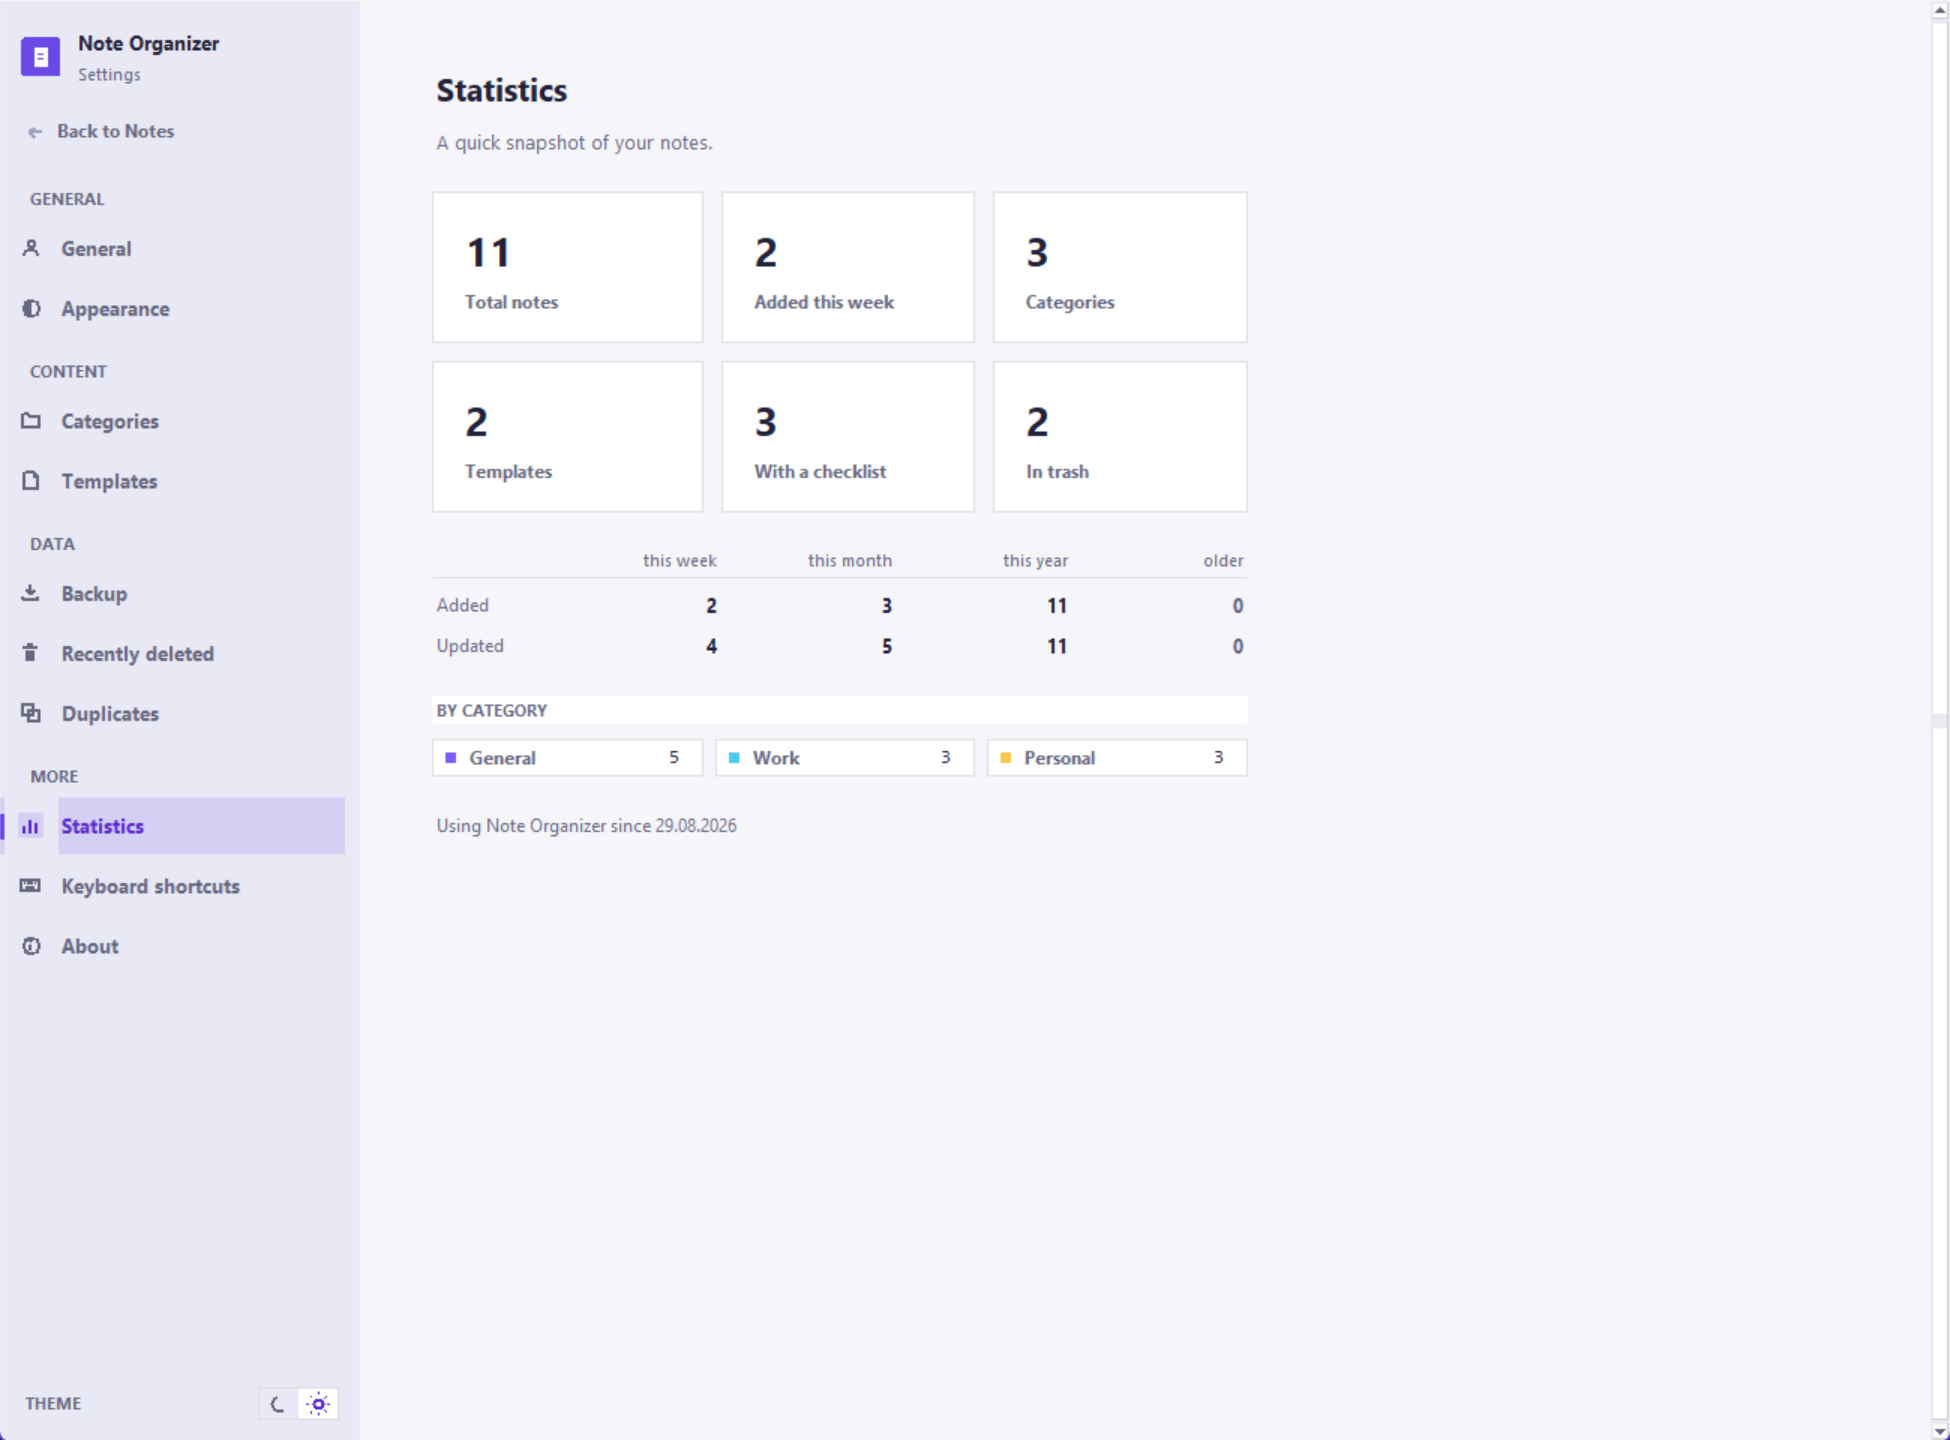 Note Organizer
Settings
Back to Notes
GENERAL
General
Appearance
CONTENT
Categories
Templates
DATA
Backup
Recently deleted
Duplicates
MORE
Statistics
Keyboard shortcuts
About
THEME
Statistics
A quick snapshot of your notes.
11
Total notes
2
Added this week
3
Categories
2
Templates
3
With a checklist
2
In trash
this week this month this year older
Added 2 3 11 0
Updated 4 5 11 0
BY CATEGORY
General 5
Work 3
Personal 3
Using Note Organizer since 29.08.2026